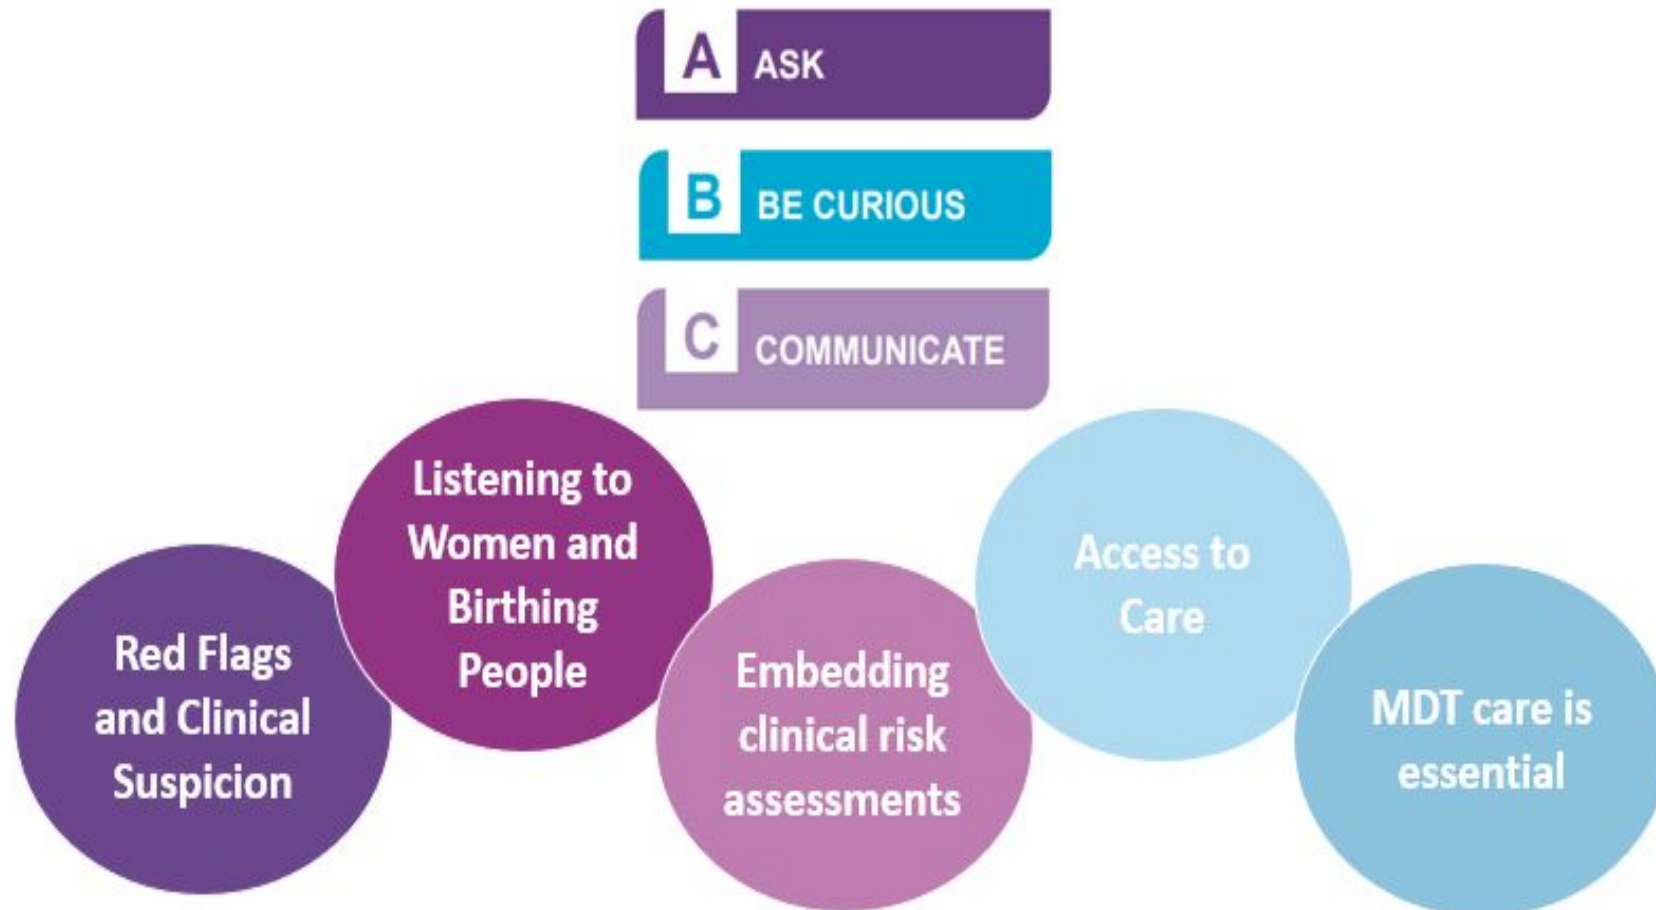 A ASK
B BE CURIOUS
C COMMUNICATE
Red Flags
and Clinical
Suspicion
Listening to
Women and
Birthing
People
Embedding
clinical risk
assessments
Access to
Care
MDT care is
essential